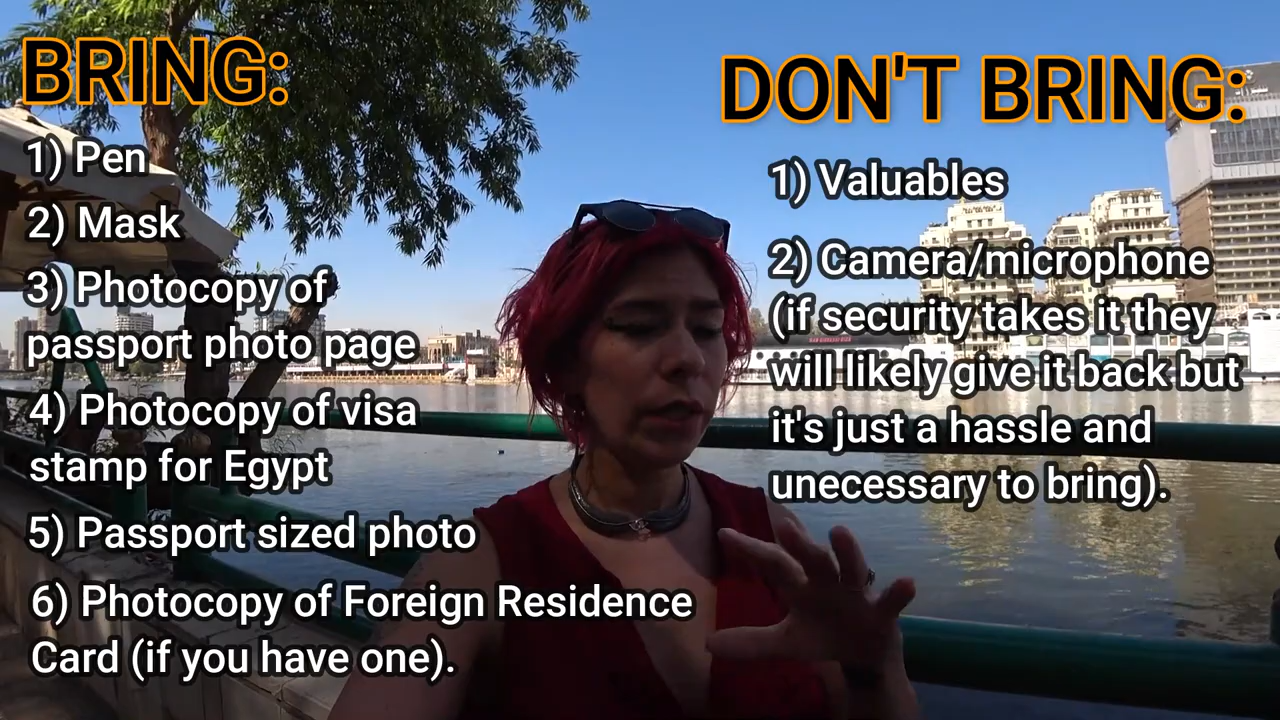 BRING:
1) Pen
2) Mask
3) Photocopy of
passport photo page
4) Photocopy of visa
stamp for Egypt
5) Passport sized photo
6) Photocopy of Foreign Residence
Card (if you have one).
DON'T BRING:
1) Valuables
2) Camera/microphone
(if security takes it they
will likely give it back but
it's just a hassle and
unecessary to bring).